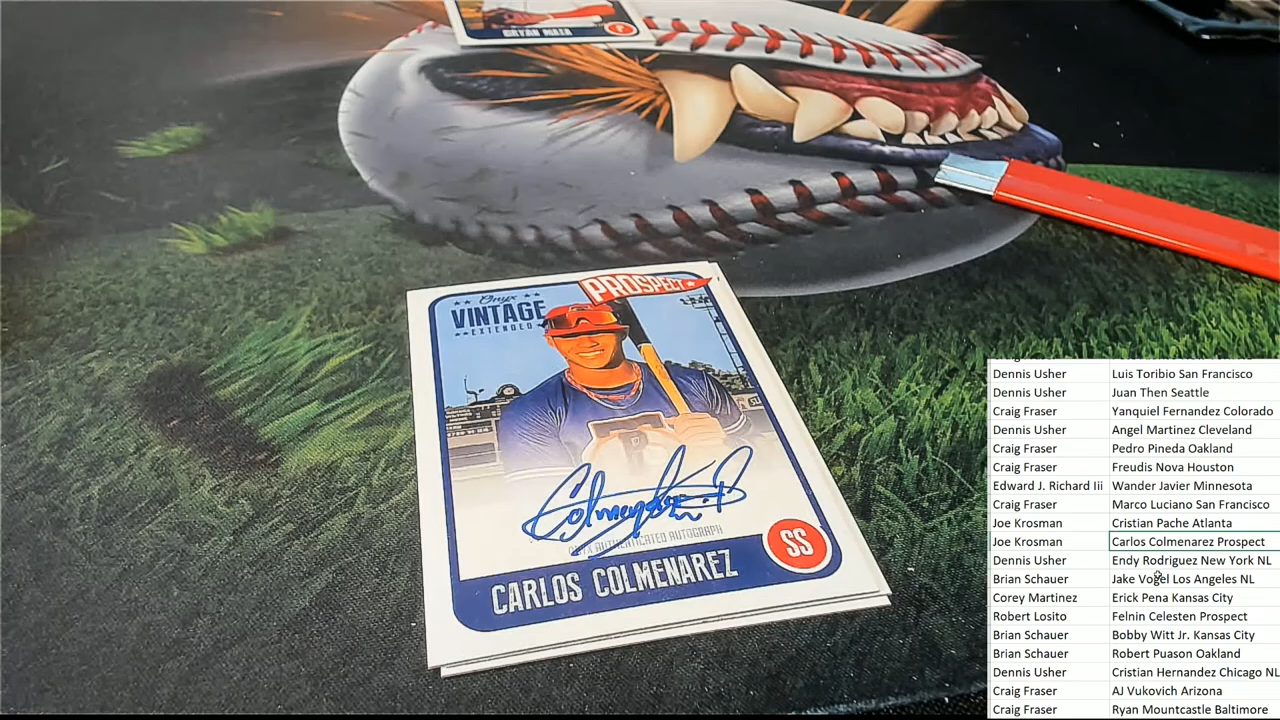 BRYAN MATA
P
PROSPECT
Onyx
VINTAGE
EXTENDED
AUTHENTICATED AUTOGRAPH
SS
CARLOS COLMENAREZ
Dennis Usher Luis Toribio San Francisco
Dennis Usher Juan Then Seattle
Craig Fraser Yanquiel Fernandez Colorado
Dennis Usher Angel Martinez Cleveland
Craig Fraser Pedro Pineda Oakland
Craig Fraser Freudis Nova Houston
Edward J. Richard Iii Wander Javier Minnesota
Craig Fraser Marco Luciano San Francisco
Joe Krosman Cristian Pache Atlanta
Joe Krosman Carlos Colmenarez Prospect
Dennis Usher Endy Rodriguez New York NL
Brian Schauer Jake Vogel Los Angeles NL
Corey Martinez Erick Pena Kansas City
Robert Losito Felnin Celesten Prospect
Brian Schauer Bobby Witt Jr. Kansas City
Brian Schauer Robert Puason Oakland
Dennis Usher Cristian Hernandez Chicago NL
Craig Fraser AJ Vukovich Arizona
Craig Fraser Ryan Mountcastle Baltimore